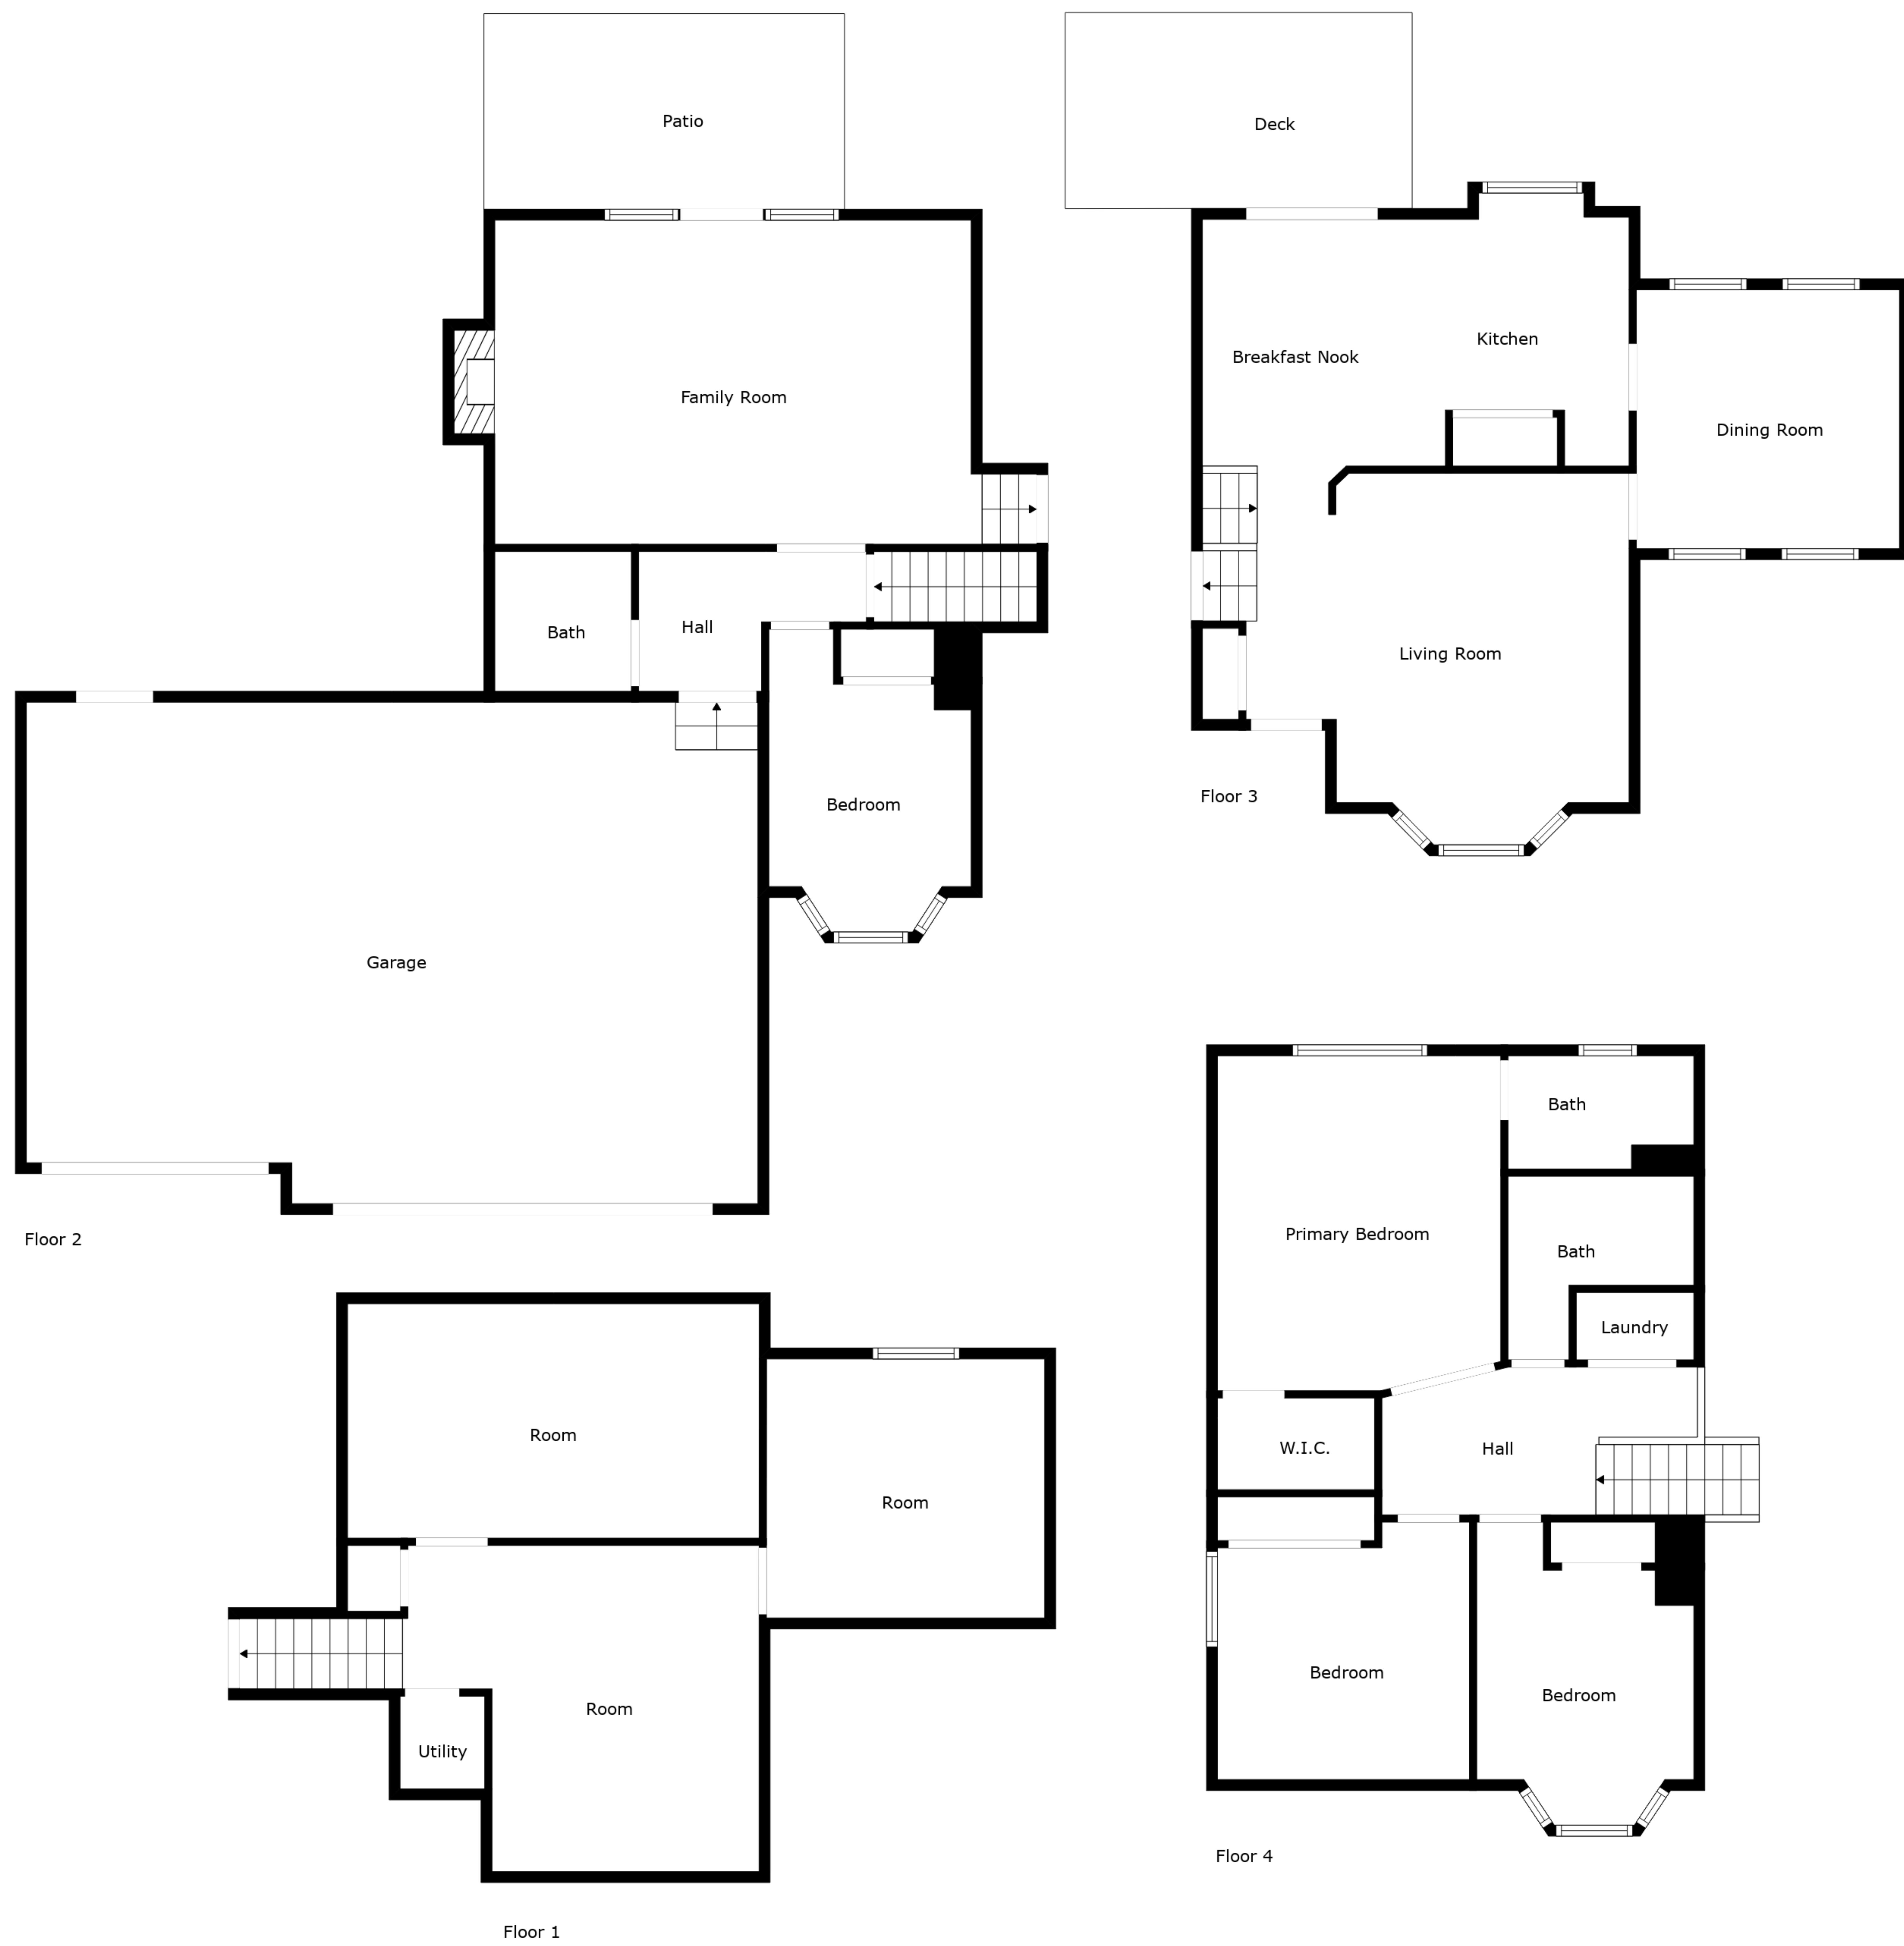 Patio
Family Room
Bath
Hall
Bedroom
Garage
Floor 2
Deck
Kitchen
Breakfast Nook
Dining Room
Living Room
Floor 3
Room
Room
Room
Utility
Floor 1
Bath
Primary Bedroom
Bath
Laundry
W.I.C.
Hall
Bedroom
Bedroom
Floor 4